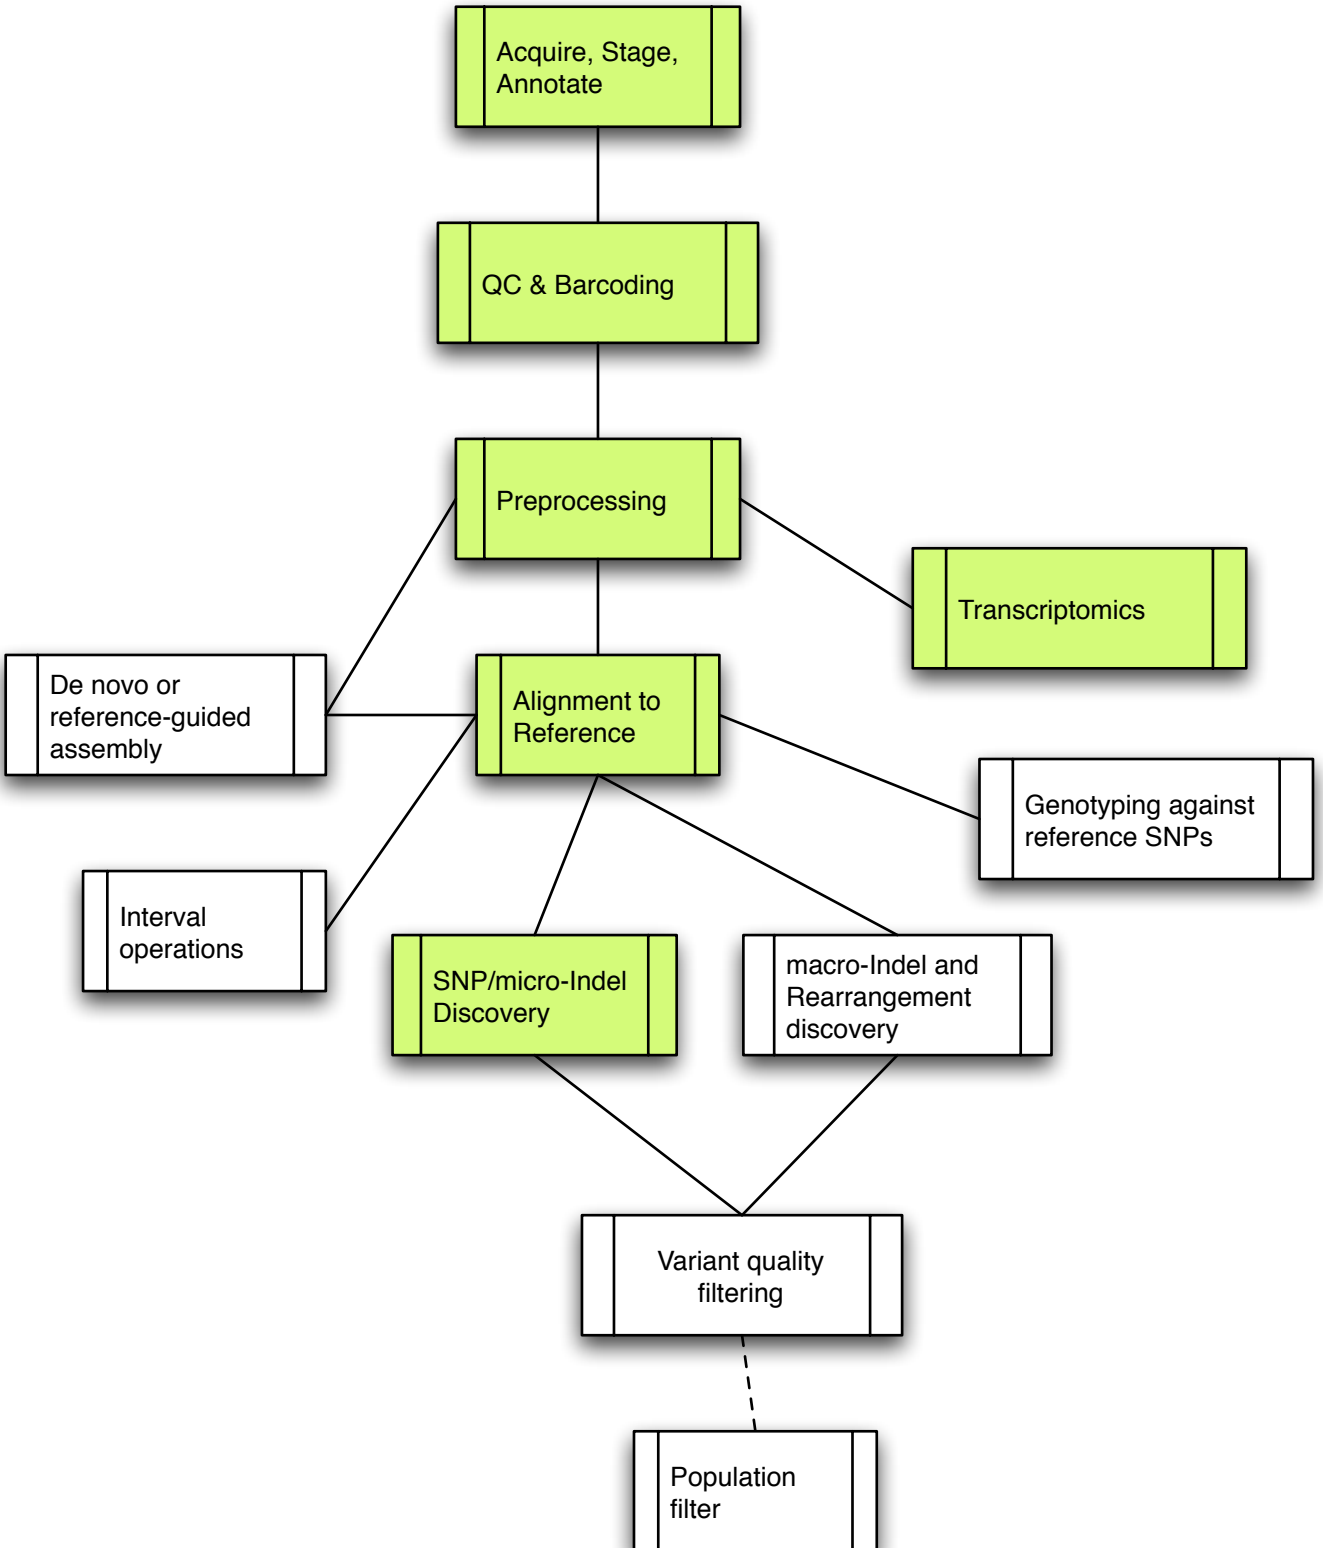 Acquire, Stage,
Annotate
QC & Barcoding
Preprocessing
Transcriptomics
De novo or
reference-guided
assembly
Alignment to
Reference
Genotyping against
reference SNPs
Interval
operations
SNP/micro-Indel
Discovery
macro-Indel and
Rearrangement
discovery
Variant quality
filtering
Population
filter